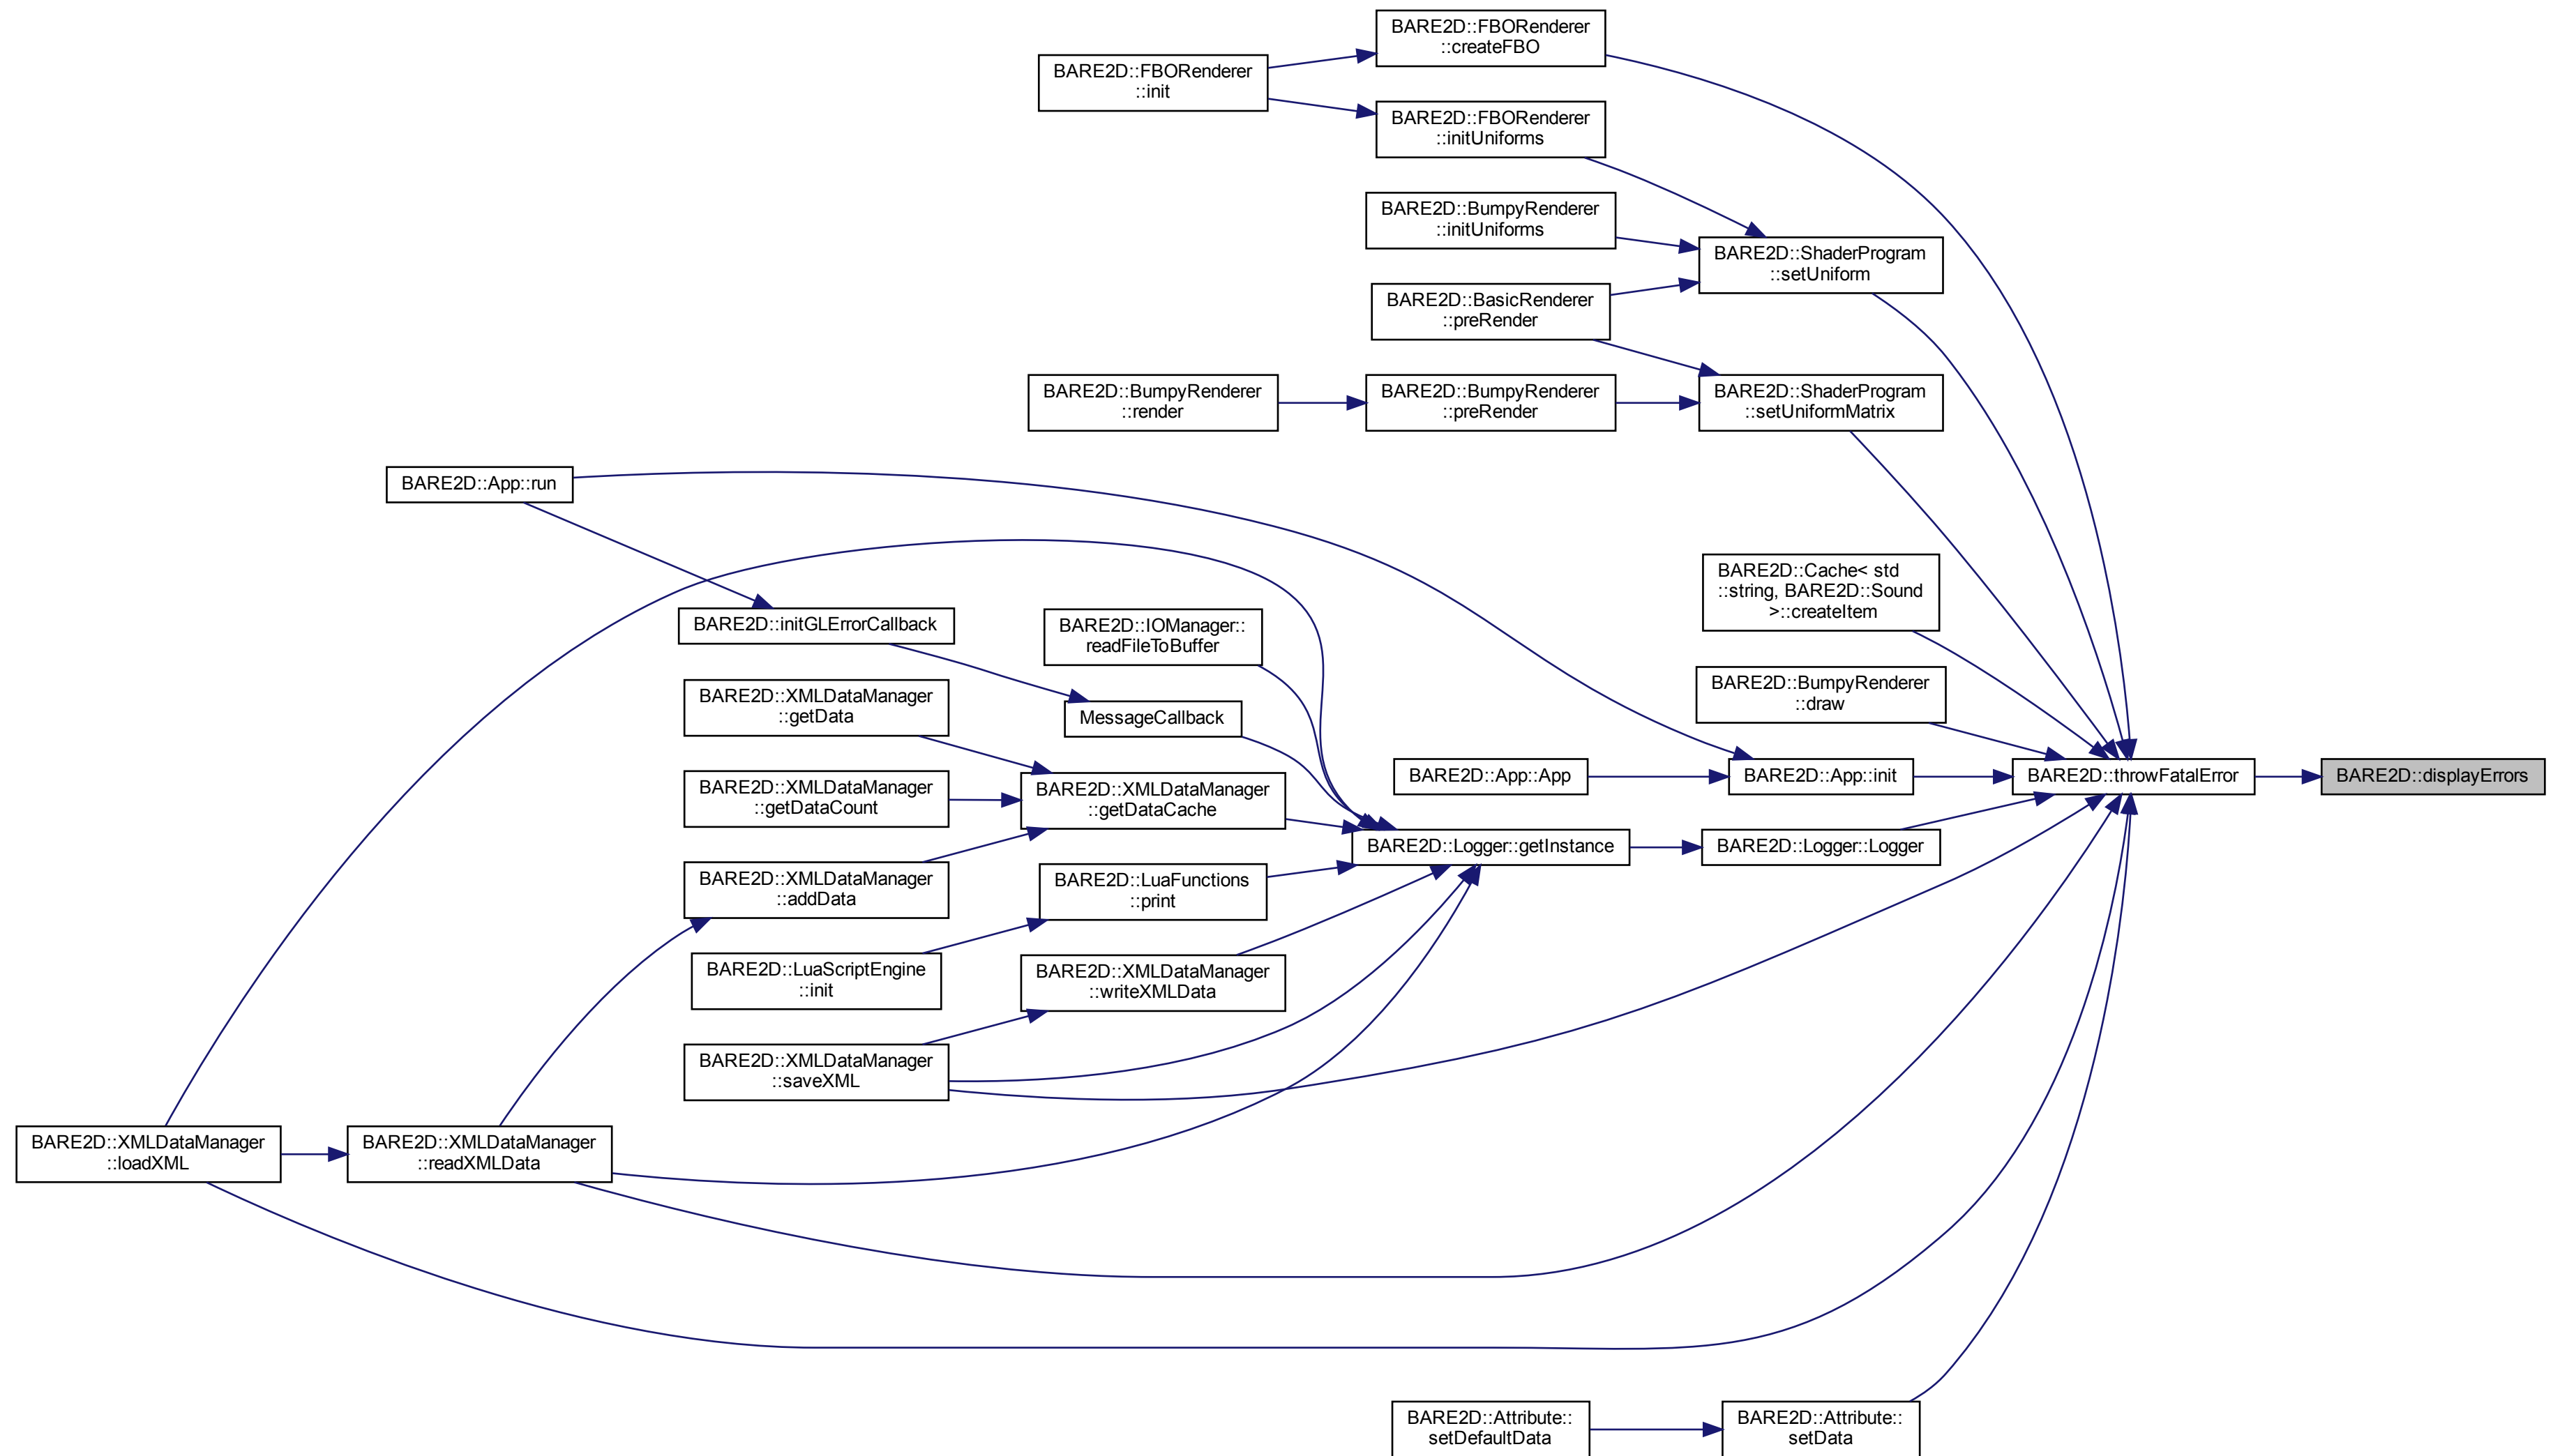 BARE2D::FBORenderer
::createFBO
BARE2D::FBORenderer
::init
BARE2D::FBORenderer
::initUniforms
BARE2D::BumpyRenderer
::initUniforms
BARE2D::ShaderProgram
::setUniform
BARE2D::BasicRenderer
::preRender
BARE2D::BumpyRenderer
::render
BARE2D::BumpyRenderer
::preRender
BARE2D::ShaderProgram
::setUniformMatrix
BARE2D::App::run
BARE2D::Cache< std
::string, BARE2D::Sound
>::createItem
BARE2D::initGLErrorCallback
BARE2D::IOManager::
readFileToBuffer
BARE2D::BumpyRenderer
::draw
BARE2D::XMLDataManager
::getData
MessageCallback
BARE2D::App::App
BARE2D::App::init
BARE2D::throwFatalError
BARE2D::displayErrors
BARE2D::XMLDataManager
::getDataCount
BARE2D::XMLDataManager
::getDataCache
BARE2D::Logger::getInstance
BARE2D::Logger::Logger
BARE2D::XMLDataManager
::addData
BARE2D::LuaFunctions
::print
BARE2D::LuaScriptEngine
::init
BARE2D::XMLDataManager
::writeXMLData
BARE2D::XMLDataManager
::saveXML
BARE2D::XMLDataManager
::loadXML
BARE2D::XMLDataManager
::readXMLData
BARE2D::Attribute::
setDefaultData
BARE2D::Attribute::
setData